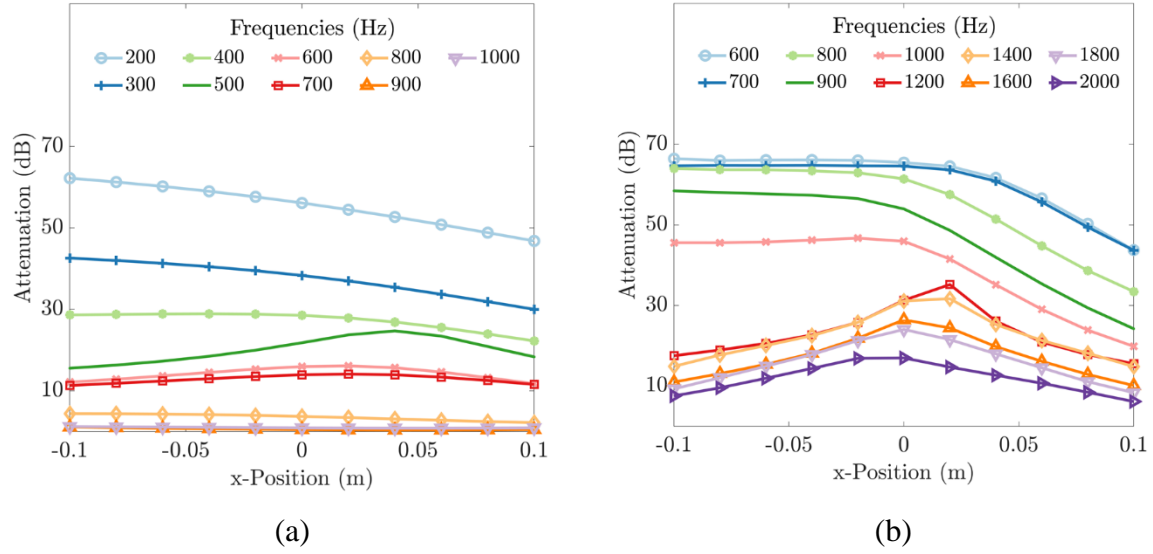 Frequencies (Hz)
200 400 600 800 1000
300 500 700 900
Attenuation (dB)
70
50
30
10
-0.1 -0.05 0 0.05 0.1
x-Position (m)
(a)
Frequencies (Hz)
600 800 1000 1400 1800
700 900 1200 1600 2000
Attenuation (dB)
70
50
30
10
-0.1 -0.05 0 0.05 0.1
x-Position (m)
(b)